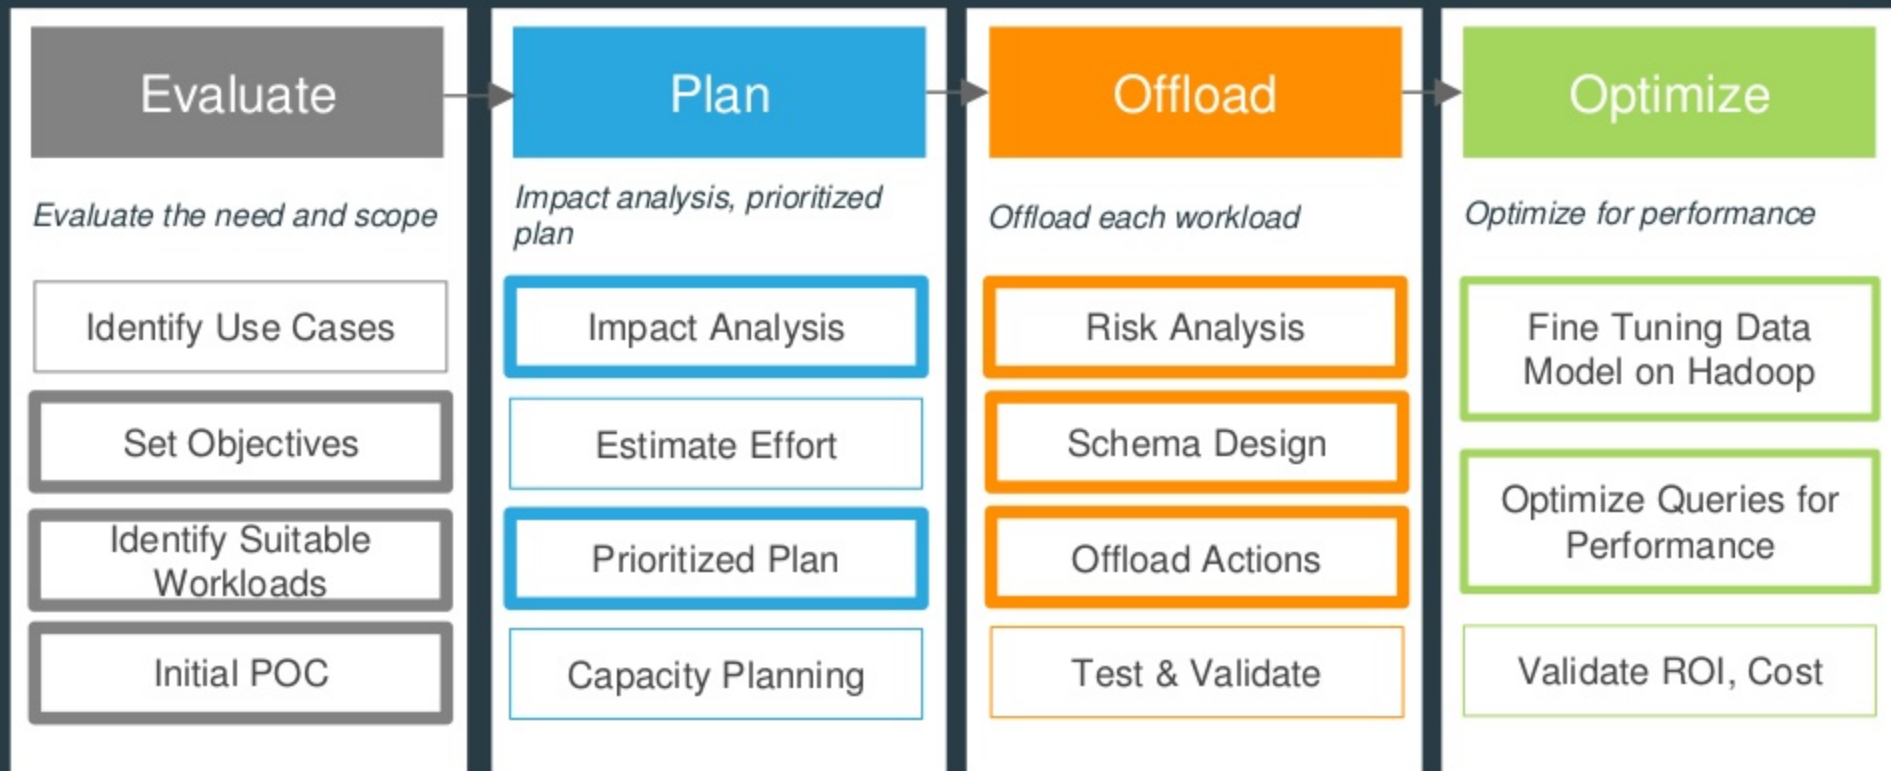 Evaluate
Evaluate the need and scope
Identify Use Cases
Set Objectives
Identify Suitable
Workloads
Initial POC
Plan
Impact analysis, prioritized
plan
Impact Analysis
Estimate Effort
Prioritized Plan
Capacity Planning
Offload
Offload each workload
Risk Analysis
Schema Design
Offload Actions
Test & Validate
Optimize
Optimize for performance
Fine Tuning Data
Model on Hadoop
Optimize Queries for
Performance
Validate ROI, Cost